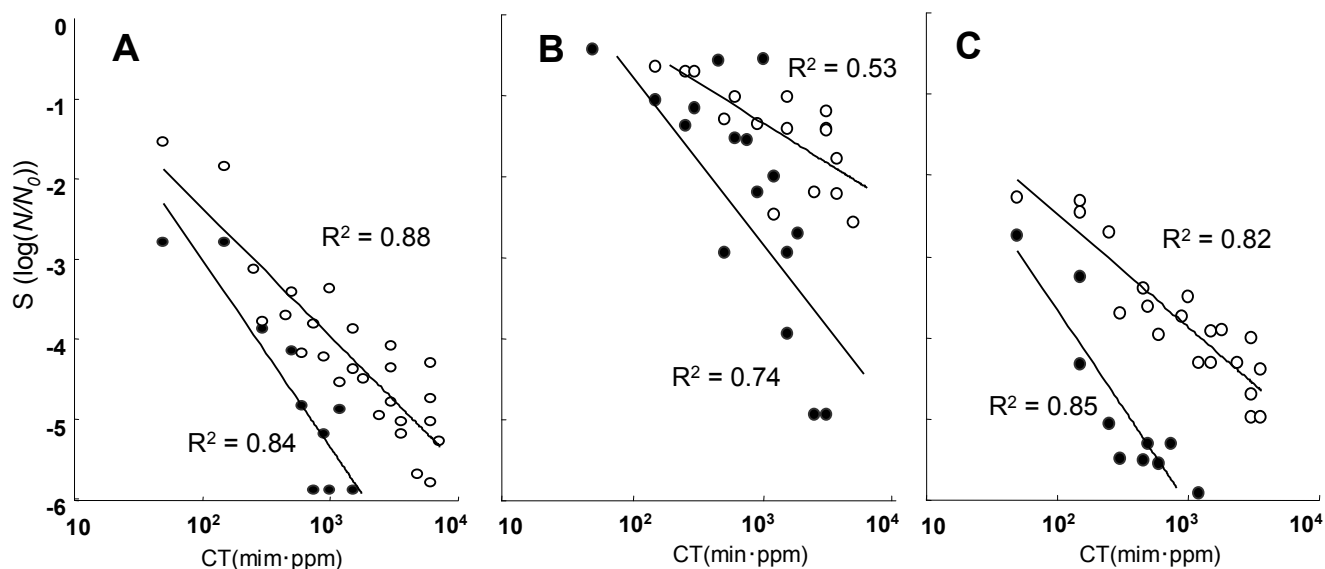 A
B
C
0
-1
-2
-3
-4
-5
-6
S (log(N/N₀))
R² = 0.88
R² = 0.84
R² = 0.53
R² = 0.74
R² = 0.82
R² = 0.85
10 10² 10³ 10⁴
10 10² 10³ 10⁴
10 10² 10³ 10⁴
CT(mim·ppm)
CT(min·ppm)
CT(mim·ppm)